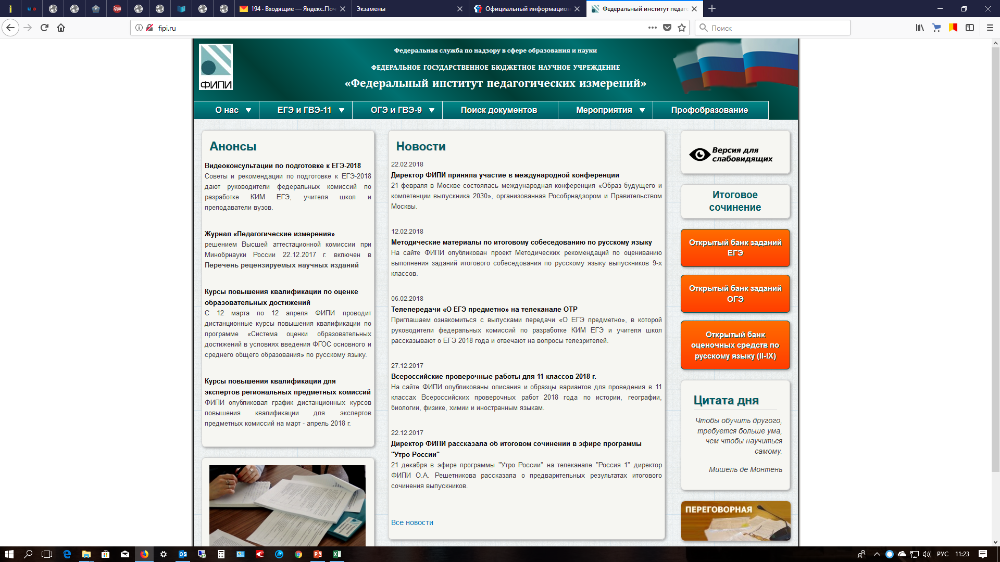 194 · Входящие — Яндекс.Поч
Экзамены
Официальный информацион
Федеральный институт педаго
fipi.ru
Поиск
ФИПИ
Федеральная служба по надзору в сфере образования и науки
ФЕДЕРАЛЬНОЕ ГОСУДАРСТВЕННОЕ БЮДЖЕТНОЕ НАУЧНОЕ УЧРЕЖДЕНИЕ
«Федеральный институт педагогических измерений»
О нас
ЕГЭ и ГВЭ-11
ОГЭ и ГВЭ-9
Поиск документов
Мероприятия
Профобразование
Анонсы
Видеоконсультации по подготовке к ЕГЭ-2018
Советы и рекомендации по подготовке к ЕГЭ-2018
дают руководители федеральных комиссий по
разработке КИМ ЕГЭ, учителя школ и
преподаватели вузов.
Журнал «Педагогические измерения»
решением Высшей аттестационной комиссии при
Минобрнауки России 22.12.2017 г. включен в
Перечень рецензируемых научных изданий
Курсы повышения квалификации по оценке
образовательных достижений
С 12 марта по 12 апреля ФИПИ проводит
дистанционные курсы повышения квалификации по
программе «Система оценки образовательных
достижений в условиях введения ФГОС основного и
среднего общего образования» по русскому языку.
Курсы повышения квалификации для
экспертов региональных предметных комиссий
ФИПИ опубликовал график дистанционных курсов
повышения квалификации для экспертов
предметных комиссий на март - апрель 2018 г.
Новости
22.02.2018
Директор ФИПИ приняла участие в международной конференции
21 февраля в Москве состоялась международная конференция «Образ будущего и
компетенции выпускника 2030», организованная Рособрнадзором и Правительством
Москвы.
12.02.2018
Методические материалы по итоговому собеседованию по русскому языку
На сайте ФИПИ опубликован проект Методических рекомендаций по оцениванию
выполнения заданий итогового собеседования по русскому языку выпускников 9-х
классов.
06.02.2018
Телепередачи «О ЕГЭ предметно» на телеканале ОТР
Приглашаем ознакомиться с выпусками передачи «О ЕГЭ предметно», в которой
руководители федеральных комиссий по разработке КИМ ЕГЭ и учителя школ
рассказывают о ЕГЭ 2018 года и отвечают на вопросы телезрителей.
27.12.2017
Всероссийские проверочные работы для 11 классов 2018 г.
На сайте ФИПИ опубликованы описания и образцы вариантов для проведения в 11
классах Всероссийских проверочных работ 2018 года по истории, географии,
биологии, физике, химии и иностранным языкам.
22.12.2017
Директор ФИПИ рассказала об итоговом сочинении в эфире программы
"Утро России"
21 декабря в эфире программы "Утро России" на телеканале "Россия 1" директор
ФИПИ О.А. Решетникова рассказала о предварительных результатах итогового
сочинения выпускников.
Все новости
Версия для
слабовидящих
Итоговое
сочинение
Открытый банк заданий
ЕГЭ
Открытый банк заданий
ОГЭ
Открытый банк
оценочных средств по
русскому языку (II-IX)
Цитата дня
Чтобы обучить другого,
требуется больше ума,
чем чтобы научиться
самому.
Мишель де Монтень
ПЕРЕГОВОРНАЯ
РУС
11:23